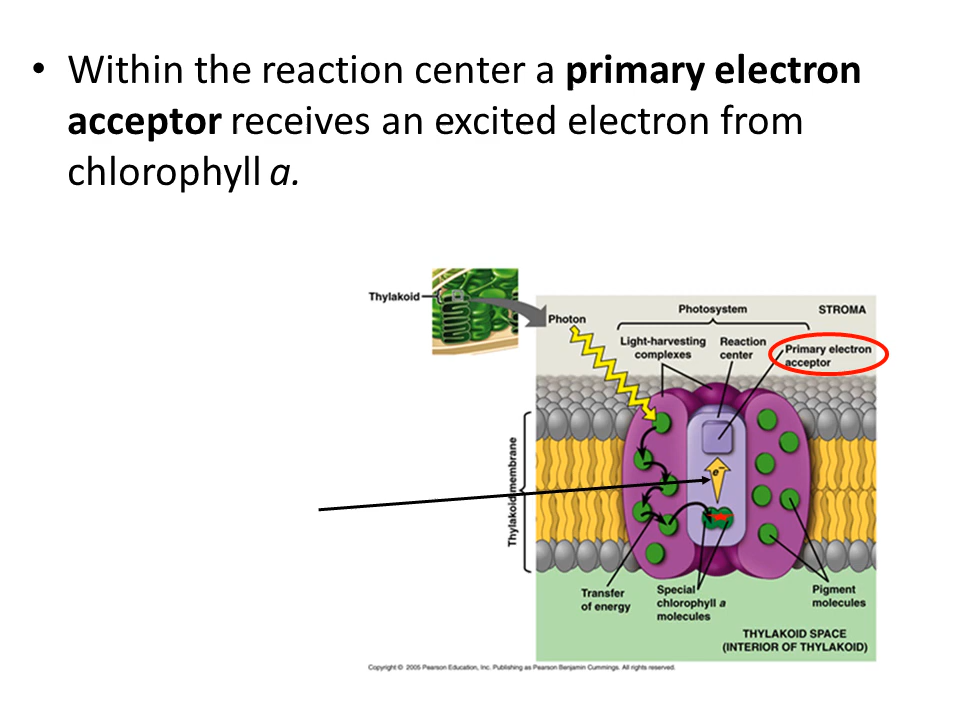 • Within the reaction center a primary electron
acceptor receives an excited electron from
chlorophyll a.
Thylakoid
Photon
Photosystem
STROMA
Light-harvesting
complexes
Reaction
center
Primary electron
acceptor
Thylakoid membrane
e–
Transfer
of energy
Special
chlorophyll a
molecules
Pigment
molecules
THYLAKOID SPACE
(INTERIOR OF THYLAKOID)
Copyright © 2005 Pearson Education, Inc. Publishing as Pearson Benjamin Cummings. All rights reserved.